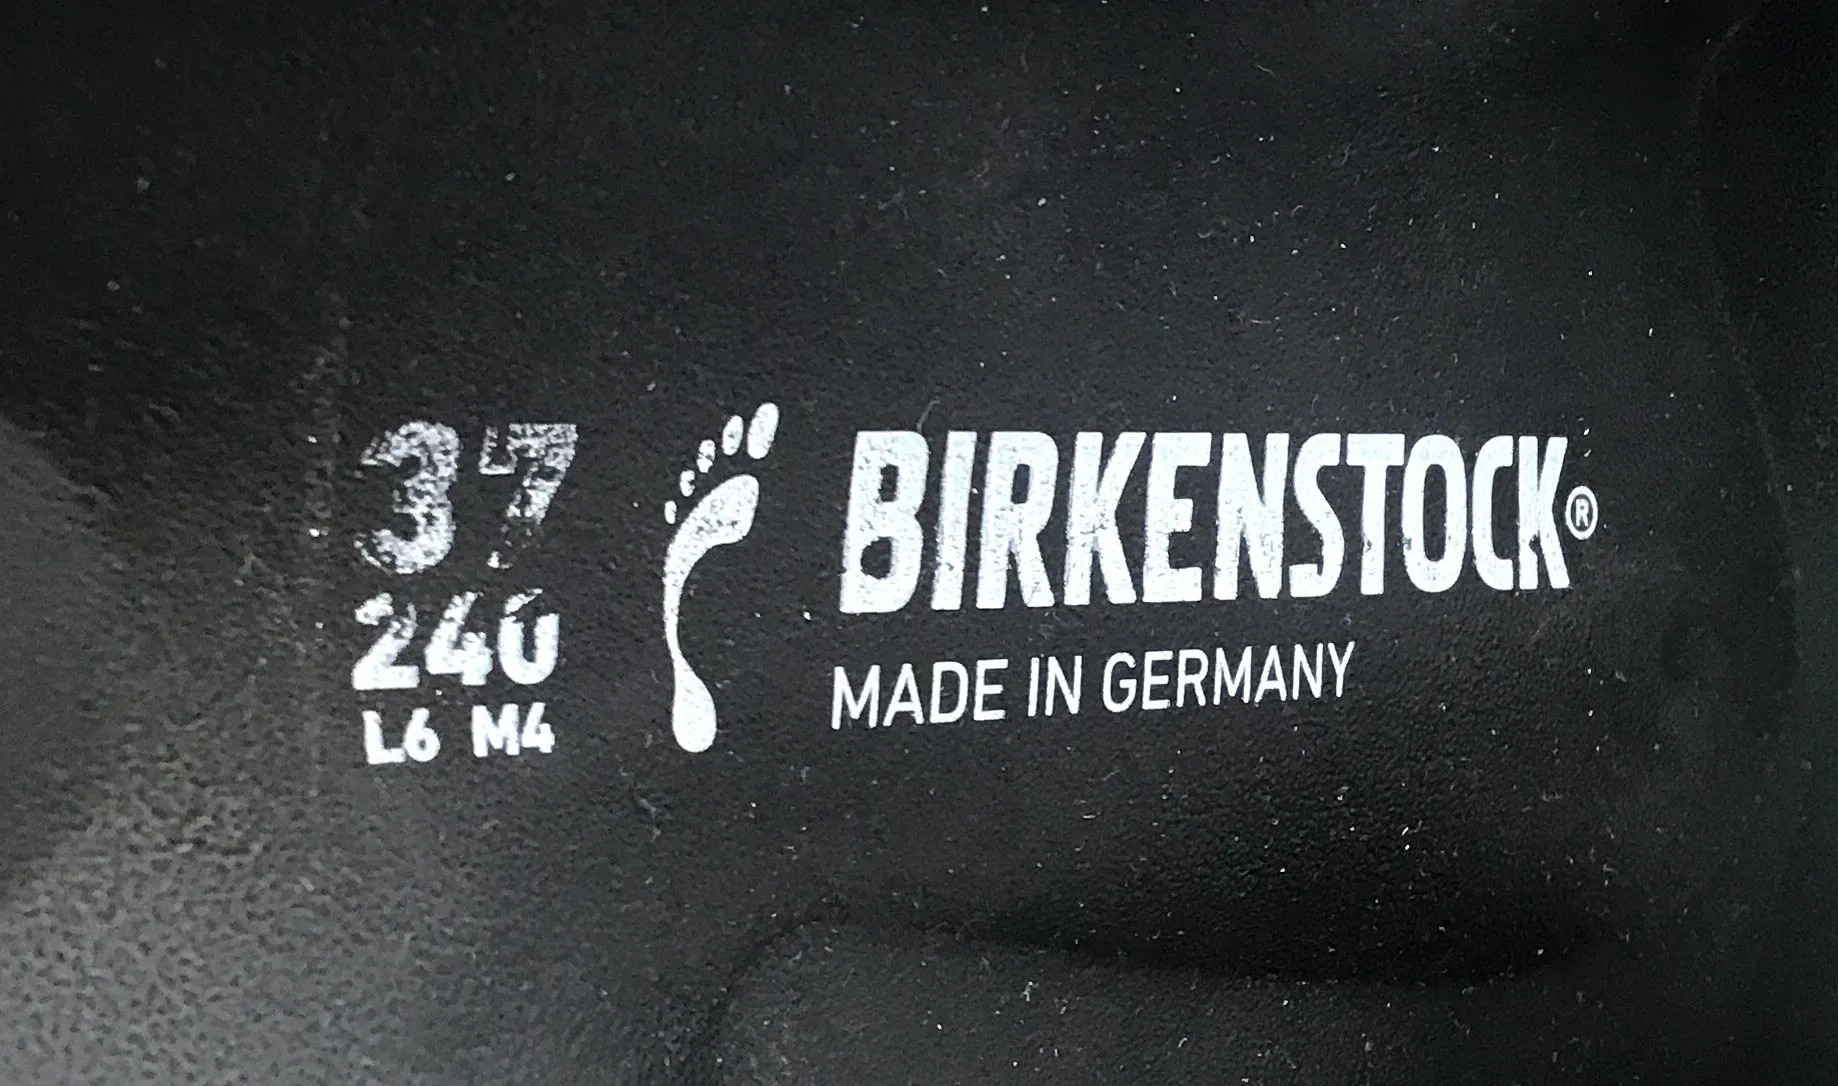 37
240
L6 M4
BIRKENSTOCK®
MADE IN GERMANY